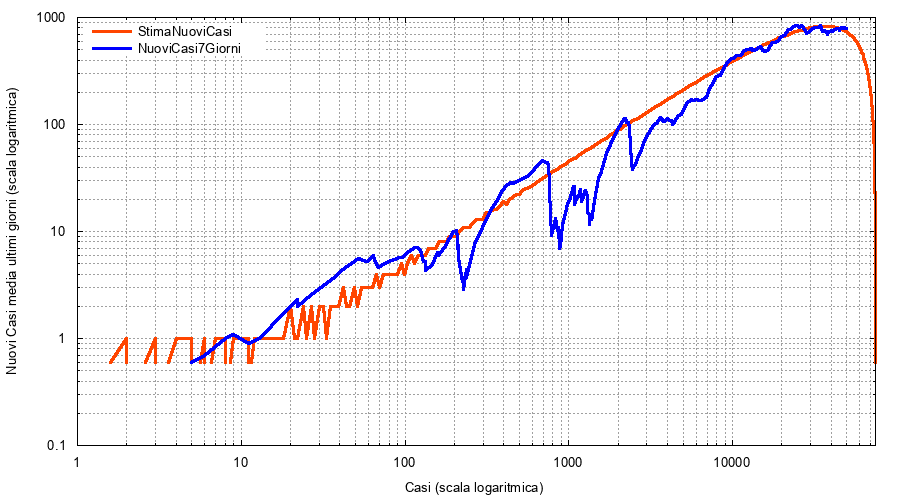 1000
StimaNuoviCasi
NuoviCasi7Giorni
100
10
1
0.1
Nuovi Casi media ultimi giorni (scala logaritmica)
1 10 100 1000 10000
Casi (scala logaritmica)